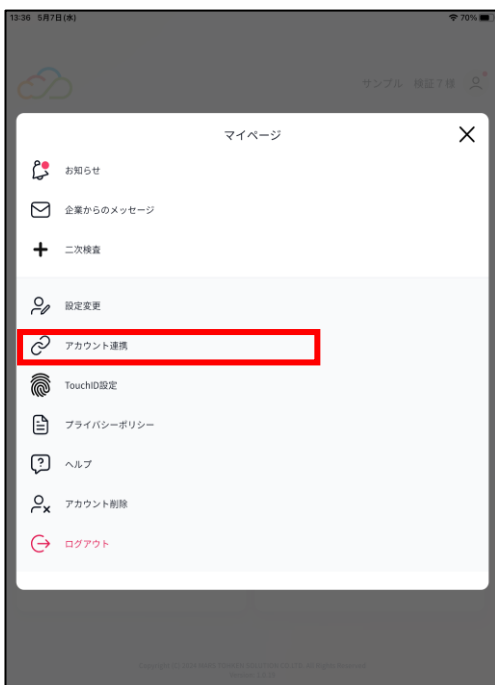 13:36 5月7日(水)
70%
サンプル 検証7様
マイページ
お知らせ
企業からのメッセージ
二次検査
設定変更
アカウント連携
TouchID設定
プライバシーポリシー
ヘルプ
アカウント削除
ログアウト